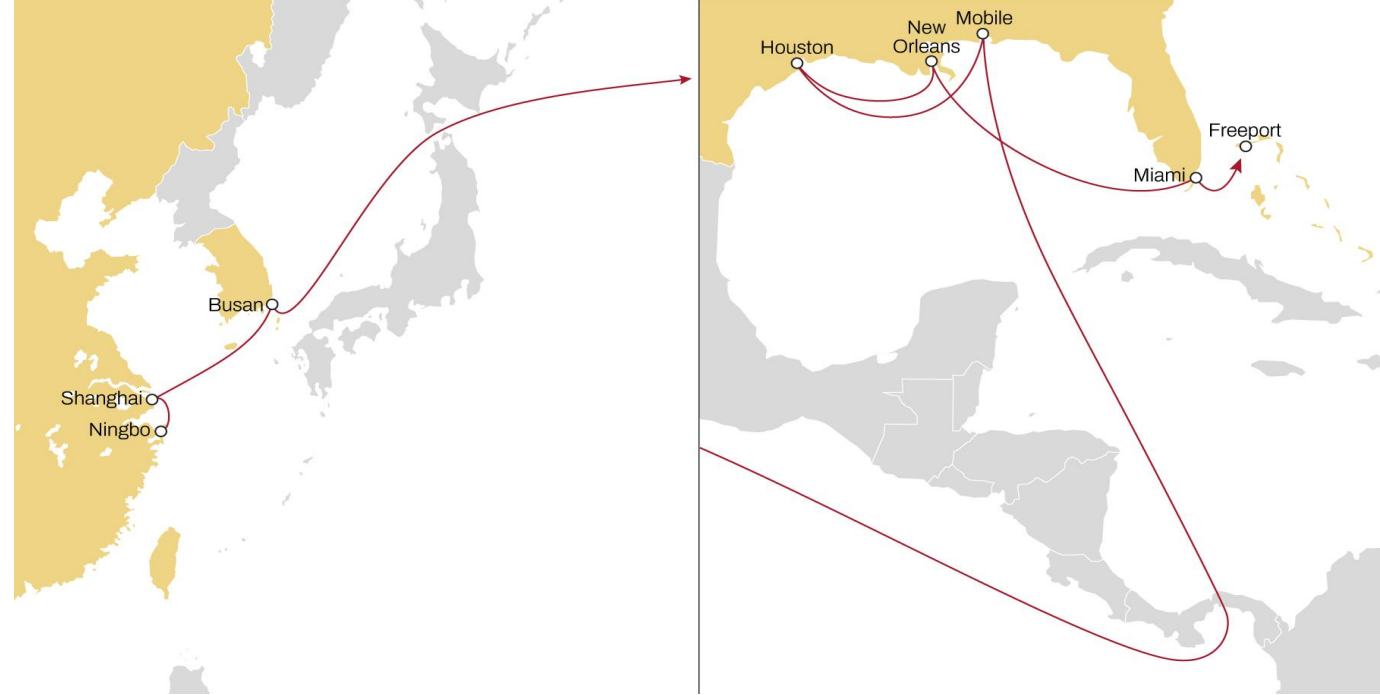 Busan
Shanghai
Ningbo
Houston
New
Orleans
Mobile
Miami
Freeport